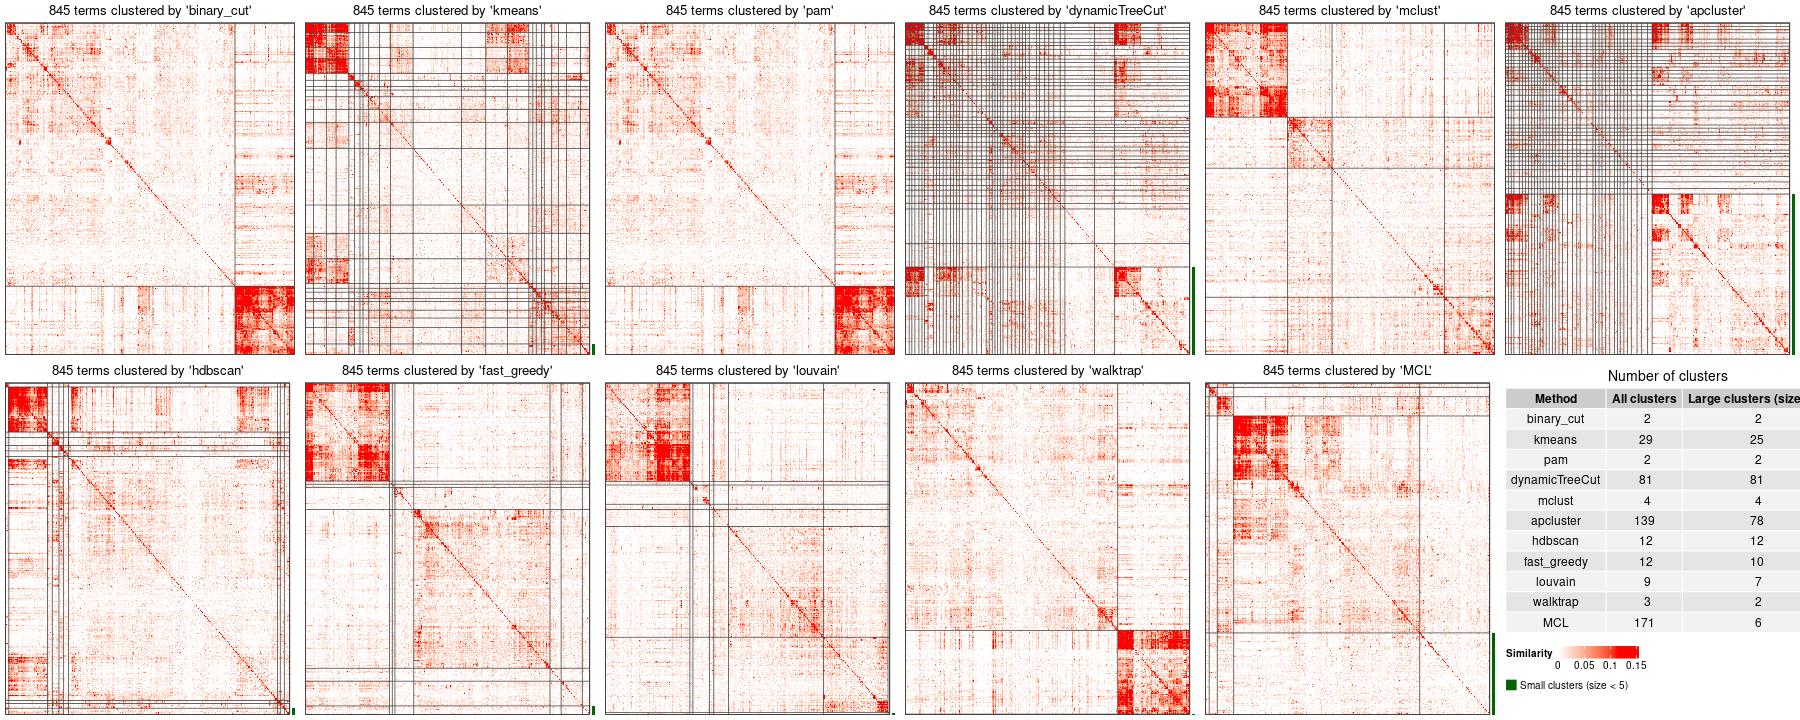 845 terms clustered by 'binary_cut'
845 terms clustered by 'kmeans'
845 terms clustered by 'pam'
845 terms clustered by 'dynamicTreeCut'
845 terms clustered by 'mclust'
845 terms clustered by 'apcluster'
845 terms clustered by 'hdbscan'
845 terms clustered by 'fast_greedy'
845 terms clustered by 'louvain'
845 terms clustered by 'walktrap'
845 terms clustered by 'MCL'
Number of clusters
Method All clusters Large clusters (size
binary_cut 2 2
kmeans 29 25
pam 2 2
dynamicTreeCut 81 81
mclust 4 4
apcluster 139 78
hdbscan 12 12
fast_greedy 12 10
louvain 9 7
walktrap 3 2
MCL 171 6
Similarity
0 0.05 0.1 0.15
Small clusters (size < 5)